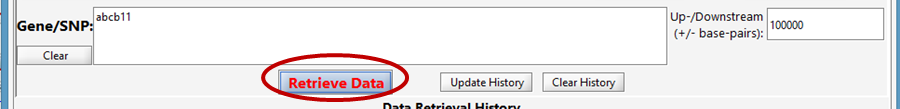 Gene/SNP: abcb11
Up-/Downstream
(+/- base-pairs): 100000
Clear
Retrieve Data Update History Clear History
Data Retrieval History